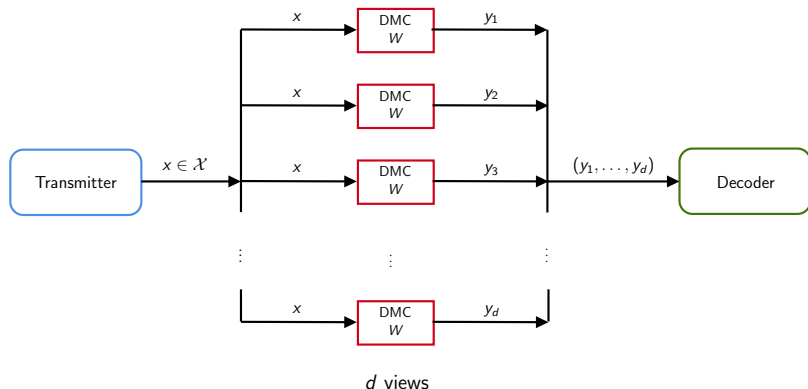 x
DMC
W
y₁
x
DMC
W
y₂
Transmitter
x ∈ 𝒳
x
DMC
W
y₃
(y₁, . . . , y_d)
Decoder
⋮
⋮
⋮
x
DMC
W
y_d
d views